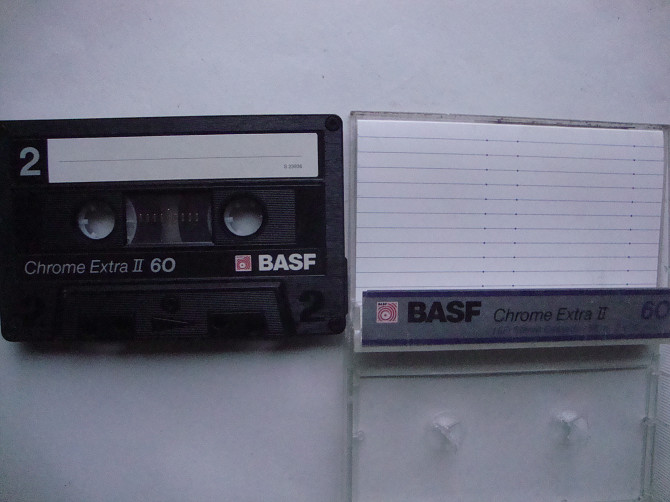 2
Chrome Extra II 60
BASF
2
BASF Chrome Extra II 60